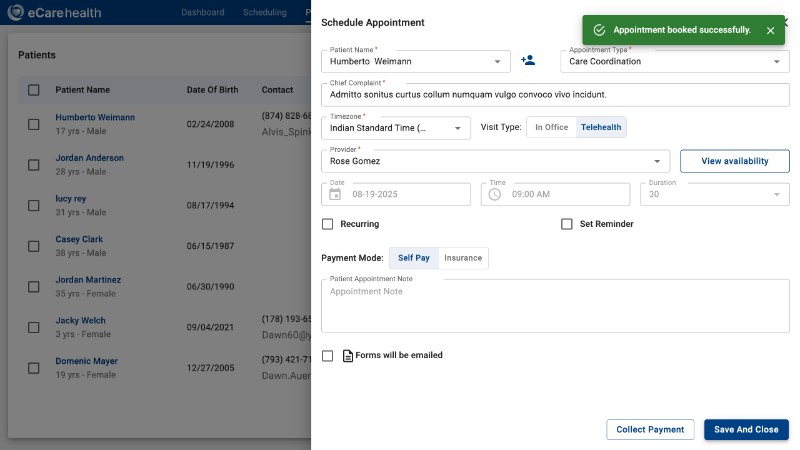 eCarehealth
Dashboard
Scheduling
Patients
Patient Name
Date Of Birth
Contact
Humberto Weimann
17 yrs - Male
02/24/2008
(874) 828-68
Alvis_Spink
Jordan Anderson
28 yrs - Male
11/19/1996
lucy rey
31 yrs - Male
08/17/1994
Casey Clark
38 yrs - Male
06/15/1987
Jordan Martinez
35 yrs - Female
06/30/1990
Jacky Welch
3 yrs - Female
09/04/2021
(178) 193-65
Dawn60@y
Domenic Mayer
19 yrs - Female
12/27/2005
(793) 421-71
Dawn.Auer
Schedule Appointment
Appointment booked successfully.
Patient Name *
Humberto Weimann
Appointment Type *
Care Coordination
Chief Complaint *
Admitto sonitus curtus collum numquam vulgo convoco vivo incidunt.
Timezone *
Indian Standard Time (...
Visit Type:
In Office
Telehealth
Provider *
Rose Gomez
View availability
Date
08-19-2025
Time
09:00 AM
Duration
30
Recurring
Set Reminder
Payment Mode:
Self Pay
Insurance
Patient Appointment Note
Appointment Note
Forms will be emailed
Collect Payment
Save And Close